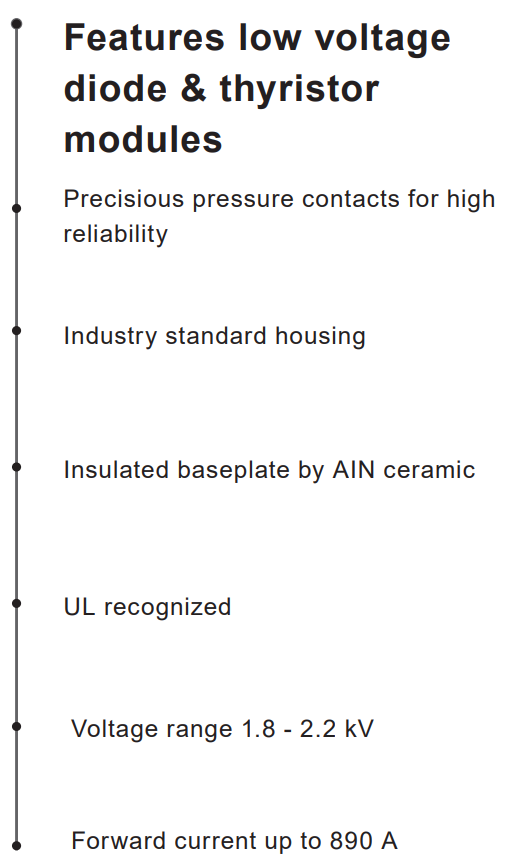 Features low voltage
diode & thyristor
modules
Precisious pressure contacts for high
reliability
Industry standard housing
Insulated baseplate by AIN ceramic
UL recognized
Voltage range 1.8 - 2.2 kV
Forward current up to 890 A